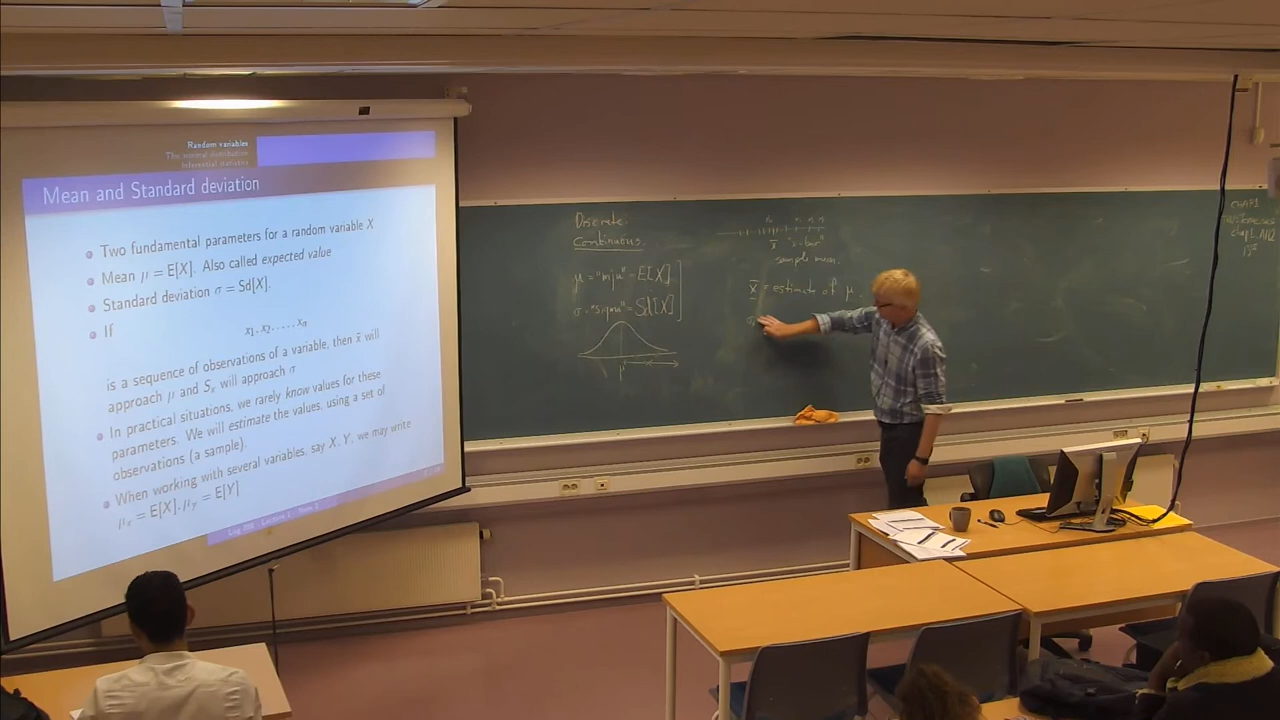 Random variables
The normal distribution
Inferential statistics
Mean and Standard deviation
Two fundamental parameters for a random variable X
Mean μ = E[X]. Also called expected value
Standard deviation σ = Sd[X].
If
x₁, x₂, . . . , xₙ
is a sequence of observations of a variable, then x̄ will
approach μ and Sₓ will approach σ
In practical situations, we rarely know values for these
parameters. We will estimate the values, using a set of
observations (a sample).
When working with several variables, say X, Y, we may write
μₓ = E[X], μᵧ = E[Y]
Discrete
Continuous
μ = "mju" = E[X]
σ = "sigma" = Sd[X]
μ
x̄ "x-bar"
sample mean
x̄ = estimate of μ